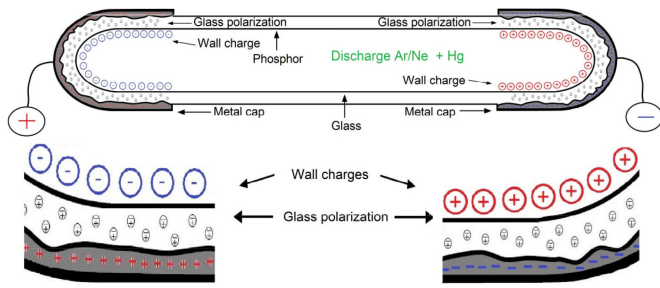 Glass polarization
Glass polarization
Wall charge
Phosphor
Discharge Ar/Ne + Hg
Wall charge
+
Metal cap
Glass
Metal cap
−
Wall charges
Glass polarization